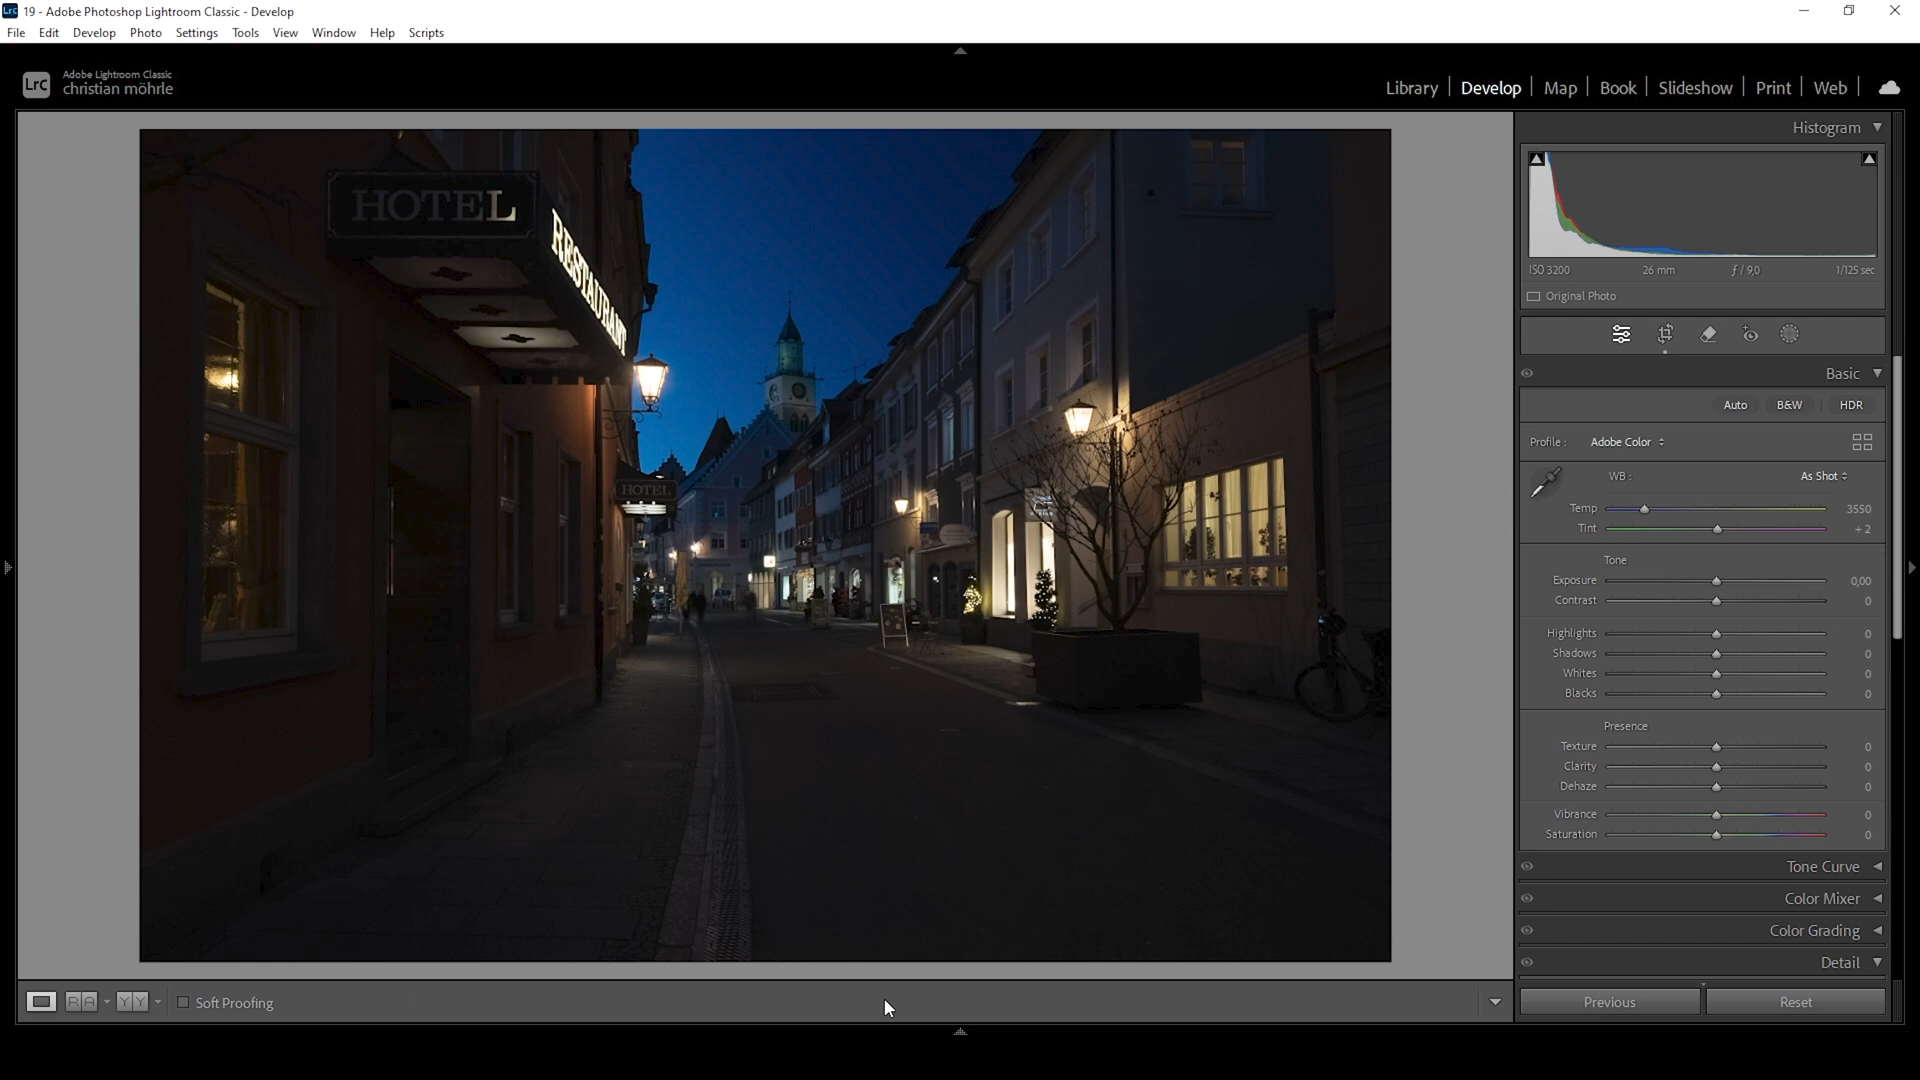 Lrc 19 - Adobe Photoshop Lightroom Classic - Develop
File Edit Develop Photo Settings Tools View Window Help Scripts
Lrc
Adobe Lightroom Classic
christian möhrle
Library Develop Map Book Slideshow Print Web
HOTEL
RESTAURANT
HOTEL
Histogram
ISO 3200 26 mm ƒ / 9,0 1/125 sec
Original Photo
Basic
Auto B&W HDR
Profile : Adobe Color
WB : As Shot
Temp 3550
Tint + 2
Tone
Exposure 0,00
Contrast 0
Highlights 0
Shadows 0
Whites 0
Blacks 0
Presence
Texture 0
Clarity 0
Dehaze 0
Vibrance 0
Saturation 0
Tone Curve
Color Mixer
Color Grading
Detail
R A Y Y Soft Proofing
Previous Reset